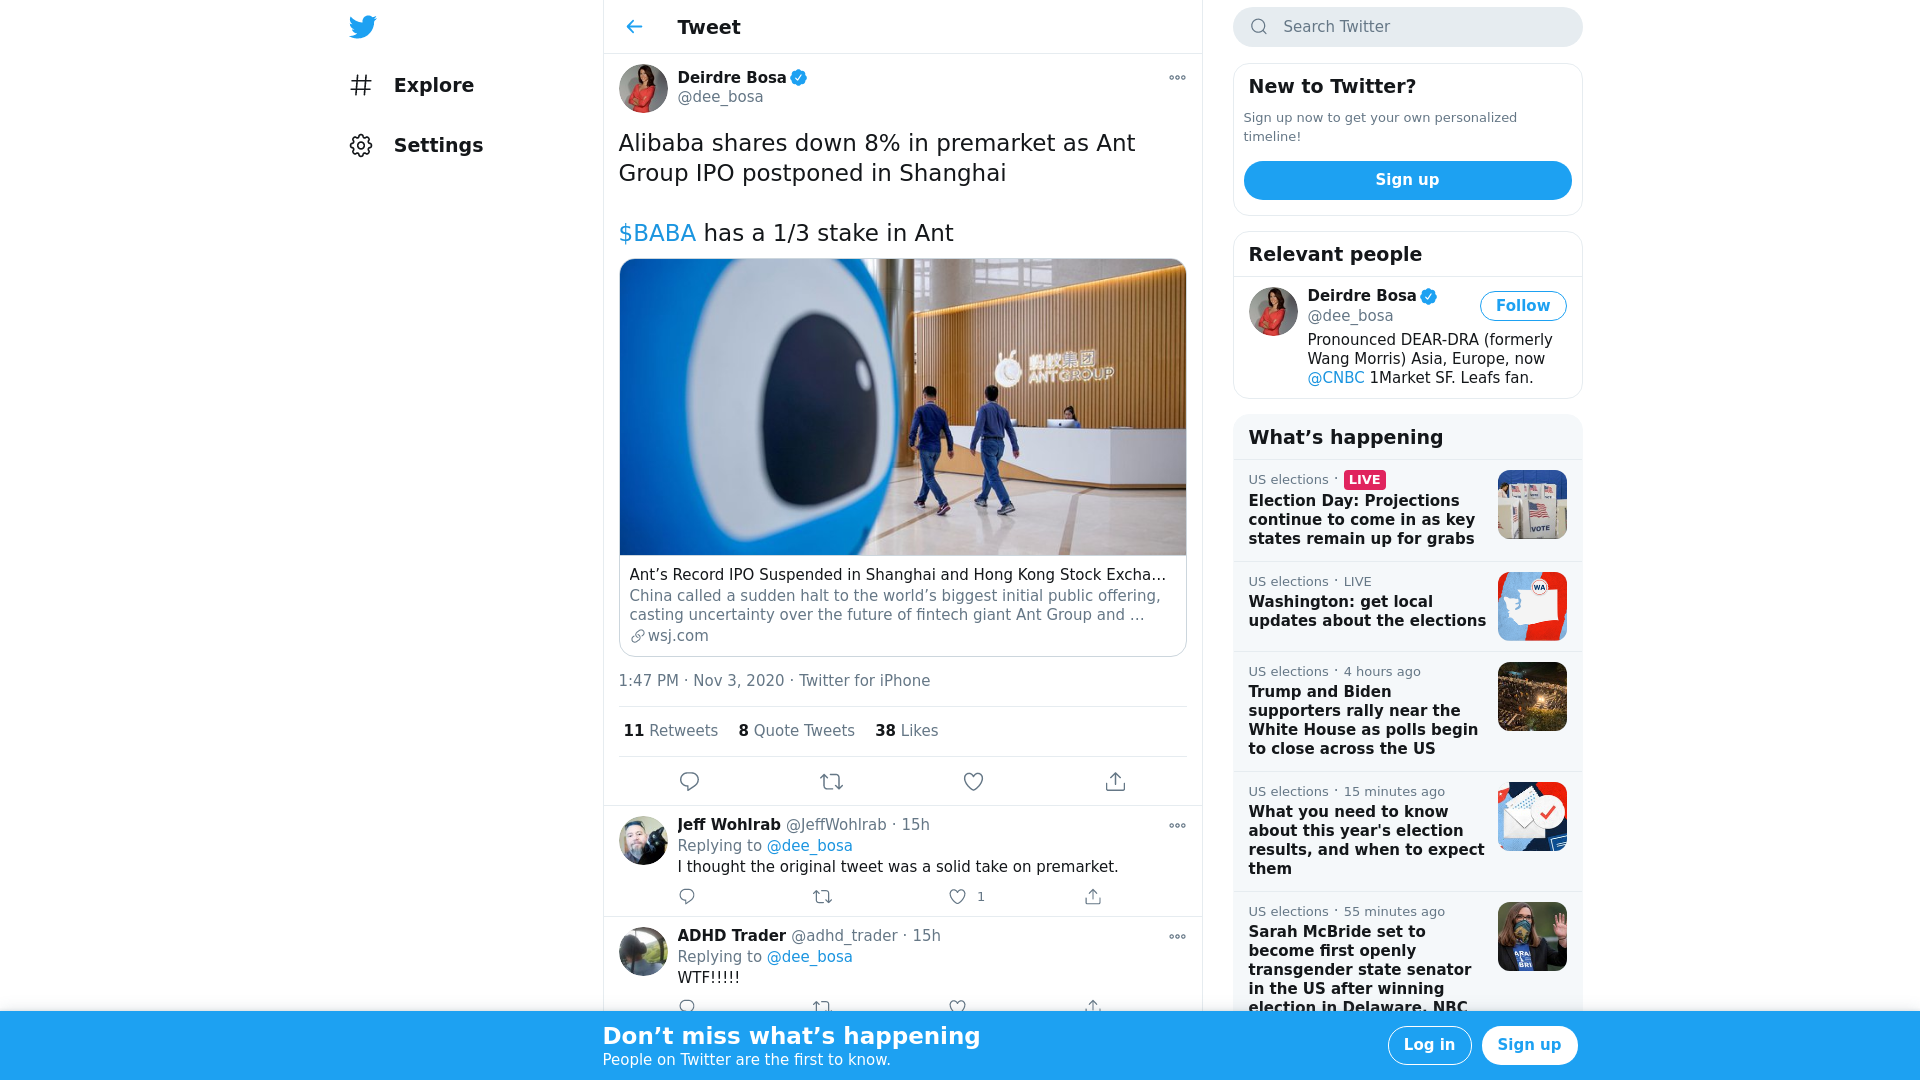 Explore
Settings
Tweet
Deirdre Bosa
@dee_bosa
Alibaba shares down 8% in premarket as Ant
Group IPO postponed in Shanghai
$BABA has a 1/3 stake in Ant
蚂蚁集团
ANT GROUP
Ant’s Record IPO Suspended in Shanghai and Hong Kong Stock Excha…
China called a sudden halt to the world’s biggest initial public offering,
casting uncertainty over the future of fintech giant Ant Group and …
wsj.com
1:47 PM · Nov 3, 2020 · Twitter for iPhone
11 Retweets 8 Quote Tweets 38 Likes
Jeff Wohlrab @JeffWohlrab · 15h
Replying to @dee_bosa
I thought the original tweet was a solid take on premarket.
1
ADHD Trader @adhd_trader · 15h
Replying to @dee_bosa
WTF!!!!!
Search Twitter
New to Twitter?
Sign up now to get your own personalized
timeline!
Sign up
Relevant people
Deirdre Bosa
@dee_bosa
Follow
Pronounced DEAR-DRA (formerly
Wang Morris) Asia, Europe, now
@CNBC 1Market SF. Leafs fan.
What’s happening
US elections · LIVE
Election Day: Projections
continue to come in as key
states remain up for grabs
VOTE
US elections · LIVE
Washington: get local
updates about the elections
WA
US elections · 4 hours ago
Trump and Biden
supporters rally near the
White House as polls begin
to close across the US
US elections · 15 minutes ago
What you need to know
about this year's election
results, and when to expect
them
US elections · 55 minutes ago
Sarah McBride set to
become first openly
transgender state senator
in the US after winning
election in Delaware, NBC
Don’t miss what’s happening
People on Twitter are the first to know.
Log in
Sign up